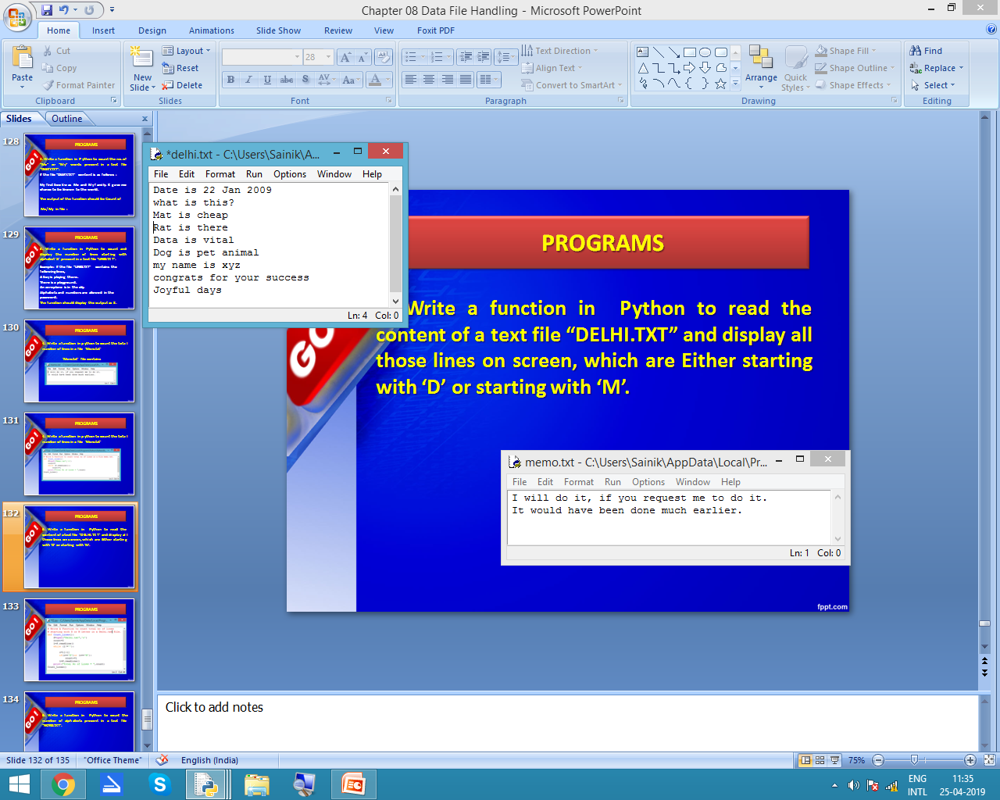 Chapter 08 Data File Handling - Microsoft PowerPoint
Home Insert Design Animations Slide Show Review View Foxit PDF
Paste
Cut
Copy
Format Painter
Clipboard
New Slide
Layout
Reset
Delete
Slides
28
B I U abc S AV Aa A
Font
Text Direction
Align Text
Convert to SmartArt
Paragraph
Arrange
Quick Styles
Shape Fill
Shape Outline
Shape Effects
Drawing
Find
Replace
Select
Editing
Slides Outline x
128
PROGRAMS
129
PROGRAMS
130
PROGRAMS
131
PROGRAMS
132
PROGRAMS
133
PROGRAMS
134
PROGRAMS
*delhi.txt - C:\Users\Sainik\A...
File Edit Format Run Options Window Help
Date is 22 Jan 2009
what is this?
Mat is cheap
Rat is there
Data is vital
Dog is pet animal
my name is xyz
congrats for your success
Joyful days
Ln: 4 Col: 0
PROGRAMS
Write a function in Python to read the
content of a text file “DELHI.TXT” and display all
those lines on screen, which are Either starting
with ‘D’ or starting with ‘M’.
GO!
memo.txt - C:\Users\Sainik\AppData\Local\Pr...
File Edit Format Run Options Window Help
I will do it, if you request me to do it.
It would have been done much earlier.
Ln: 1 Col: 0
fppt.com
Click to add notes
Slide 132 of 135 "Office Theme" English (India) 75%
ENG
INTL
11:35
25-04-2019